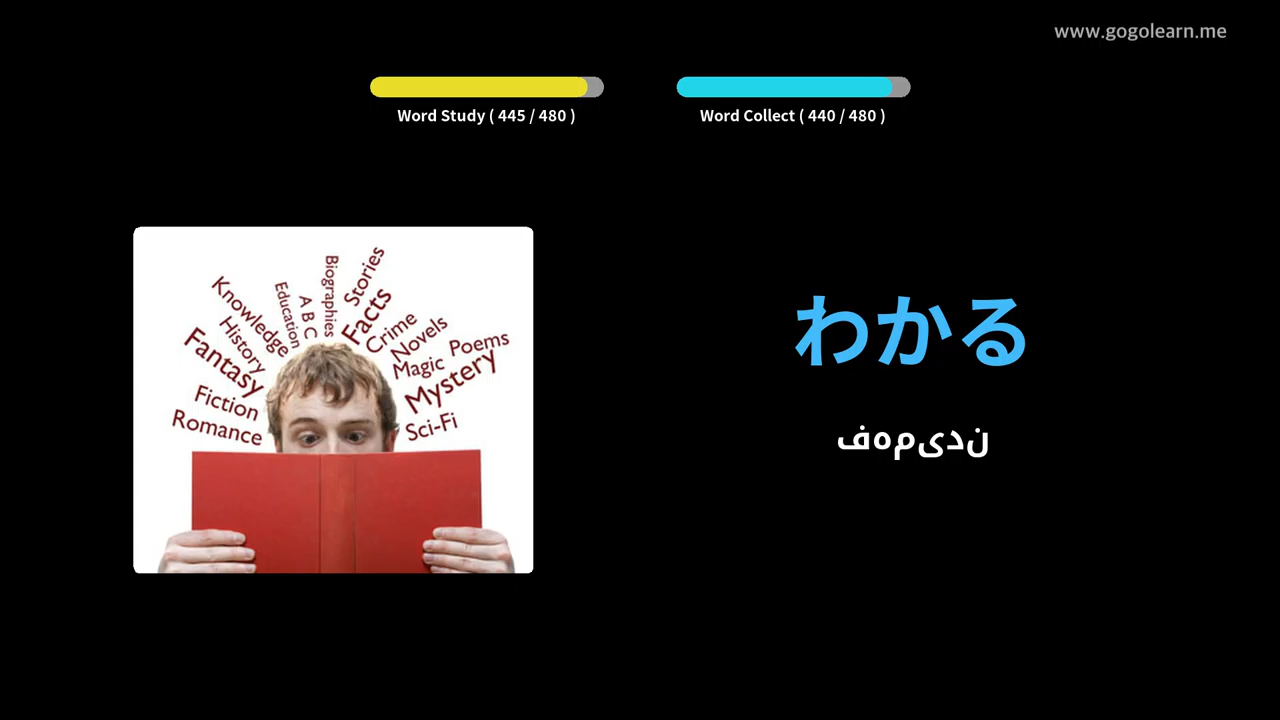 www.gogolearn.me
Word Study ( 445 / 480 )
Word Collect ( 440 / 480 )
Biographies
Stories
Knowledge
Education
A B C
Facts
History
Crime
Novels
Fantasy
Magic
Poems
Mystery
Fiction
Romance
Sci-Fi
わかる
فهمیدن